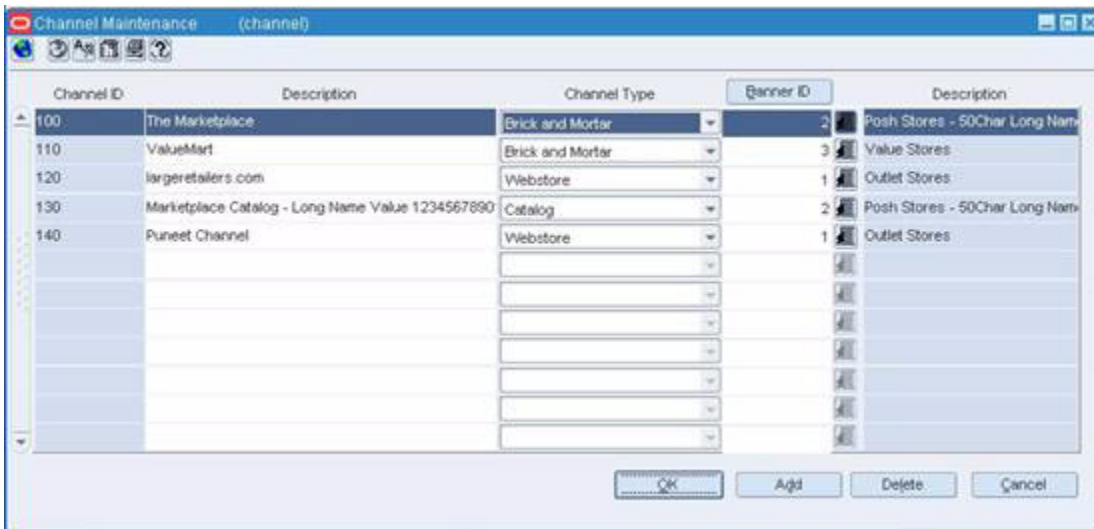 Channel Maintenance (channel)
Channel ID Description Channel Type Banner ID Description
100 The Marketplace Brick and Mortar 2 Posh Stores - 50Char Long Nam
110 ValueMart Brick and Mortar 3 Value Stores
120 largeretailers.com Webstore 1 Outlet Stores
130 Marketplace Catalog - Long Name Value 1234567890 Catalog 2 Posh Stores - 50Char Long Nam
140 Puneet Channel Webstore 1 Outlet Stores
OK Add Delete Cancel